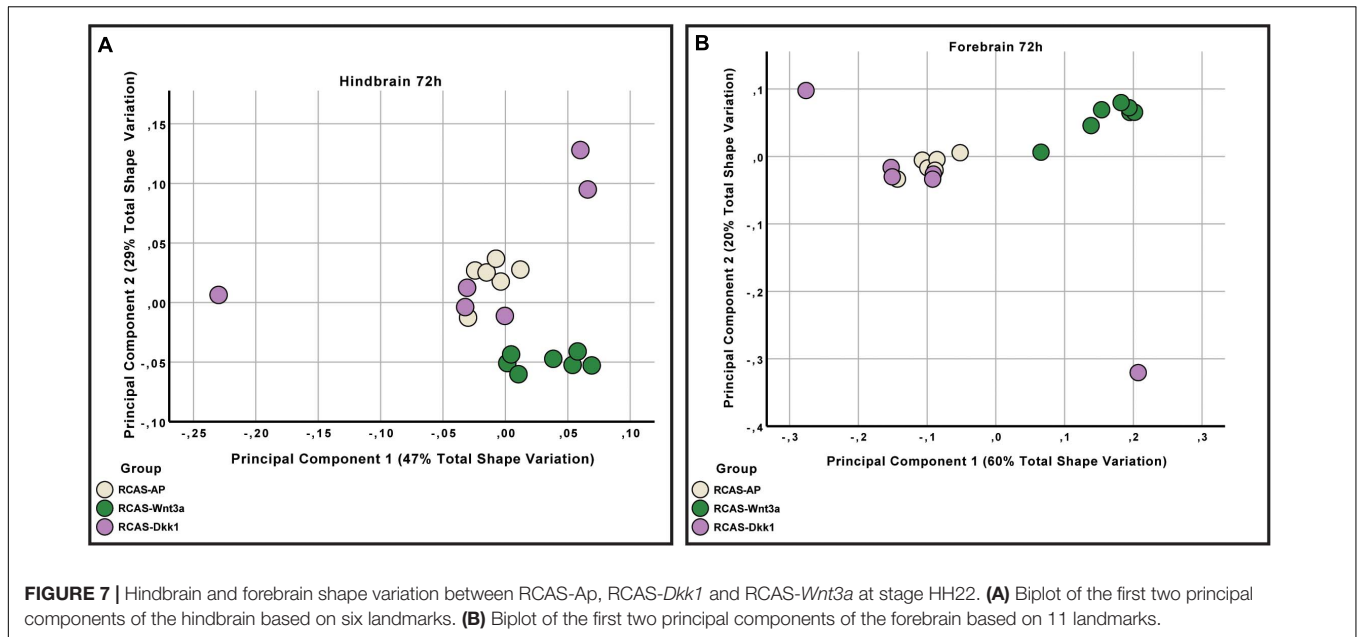 A
Hindbrain 72h
Principal Component 2 (29% Total Shape Variation)
,15
,10
,05
,00
-,05
-,10
-,25 -,20 -,15 -,10 -,05 ,00 ,05 ,10
Principal Component 1 (47% Total Shape Variation)
Group
RCAS-AP
RCAS-Wnt3a
RCAS-Dkk1
B
Forebrain 72h
Principal Component 2 (20% Total Shape Variation)
,1
,0
-,1
-,2
-,3
-,4
-,3 -,2 -,1 ,0 ,1 ,2 ,3
Principal Component 1 (60% Total Shape Variation)
Group
RCAS-AP
RCAS-Wnt3a
RCAS-Dkk1
FIGURE 7 | Hindbrain and forebrain shape variation between RCAS-Ap, RCAS-Dkk1 and RCAS-Wnt3a at stage HH22. (A) Biplot of the first two principal
components of the hindbrain based on six landmarks. (B) Biplot of the first two principal components of the forebrain based on 11 landmarks.